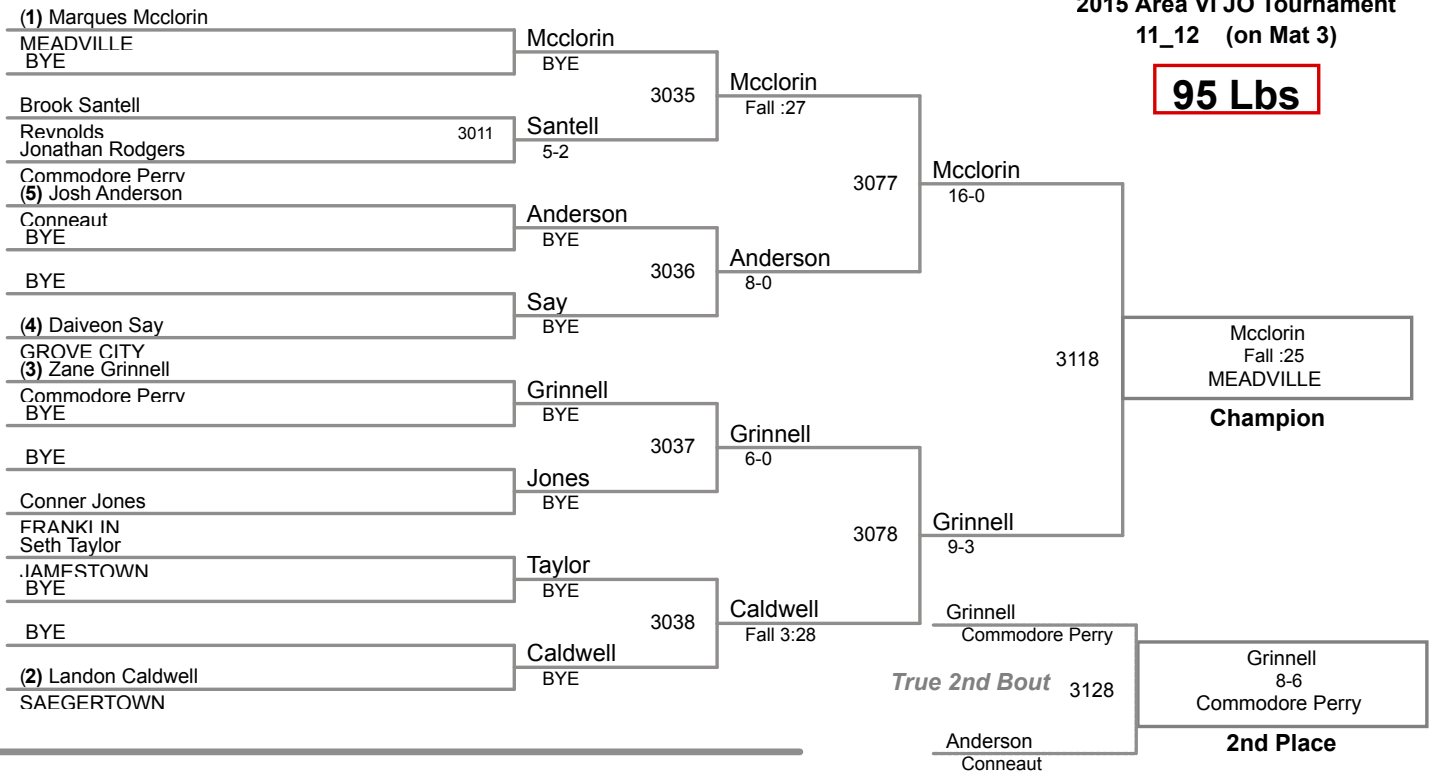 2015 Area VI JO Tournament
11_12 (on Mat 3)
95 Lbs
(1) Marques Mcclorin
MEADVILLE
BYE
Brook Santell
Reynolds
3011
Jonathan Rodgers
Commodore Perry
(5) Josh Anderson
Conneaut
BYE
BYE
(4) Daiveon Say
GROVE CITY
(3) Zane Grinnell
Commodore Perry
BYE
BYE
Conner Jones
FRANKLIN
Seth Taylor
JAMESTOWN
BYE
BYE
(2) Landon Caldwell
SAEGERTOWN
Mcclorin
BYE
3035
Santell
5-2
Anderson
BYE
3036
Say
BYE
Grinnell
BYE
3037
Jones
BYE
Taylor
BYE
3038
Caldwell
BYE
Mcclorin
Fall :27
3077
Anderson
8-0
Grinnell
6-0
3078
Caldwell
Fall 3:28
Mcclorin
16-0
3118
Grinnell
9-3
Mcclorin
Fall :25
MEADVILLE
Champion
Grinnell
Commodore Perry
True 2nd Bout
3128
Anderson
Conneaut
Grinnell
8-6
Commodore Perry
2nd Place